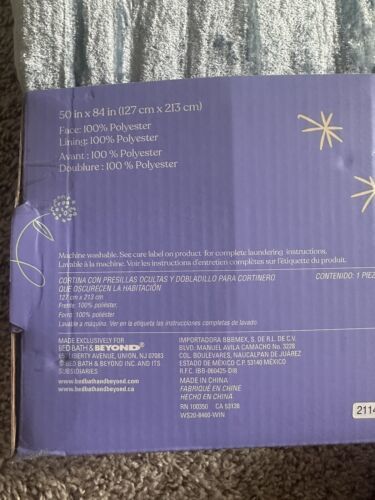 50 in x 84 in (127 cm x 213 cm)
Face: 100% Polyester
Lining: 100% Polyester
Avant : 100 % Polyester
Doublure : 100 % Polyester
Machine washable. See care label on product for complete laundering instructions.
Lavable à la machine. Voir les instructions d'entretien complètes sur l'étiquette du produit.
CORTINA CON PRESILLAS OCULTAS Y DOBLADILLO PARA CORTINERO
QUE OSCURECEN LA HABITACIÓN
CONTENIDO: 1 PIEZ
127 cm x 213 cm
Frente: 100% poliéster.
Forro: 100% poliéster
Lavable a máquina. Ver en la etiqueta las instrucciones completas de lavado
MADE EXCLUSIVELY FOR
BED BATH & BEYOND®
65 LIBERTY AVENUE, UNION, NJ 07083
© BED BATH & BEYOND INC. AND ITS
SUBSIDIARIES
www.bedbathandbeyond.com
www.bedbathandbeyond.ca
IMPORTADORA BBBMEX, S. DE R.L. DE C.V.
BLVD. MANUEL AVILA CAMACHO No. 3228
COL. BOULEVARES, NAUCALPAN DE JUÁREZ
ESTADO DE MÉXICO C.P. 53140 MÉXICO
R.F.C. IBB-060425-DI8
MADE IN CHINA
FABRIQUÉ EN CHINE
HECHO EN CHINA
RN 100350 CA 53126
WS20-8460-WIN
2114